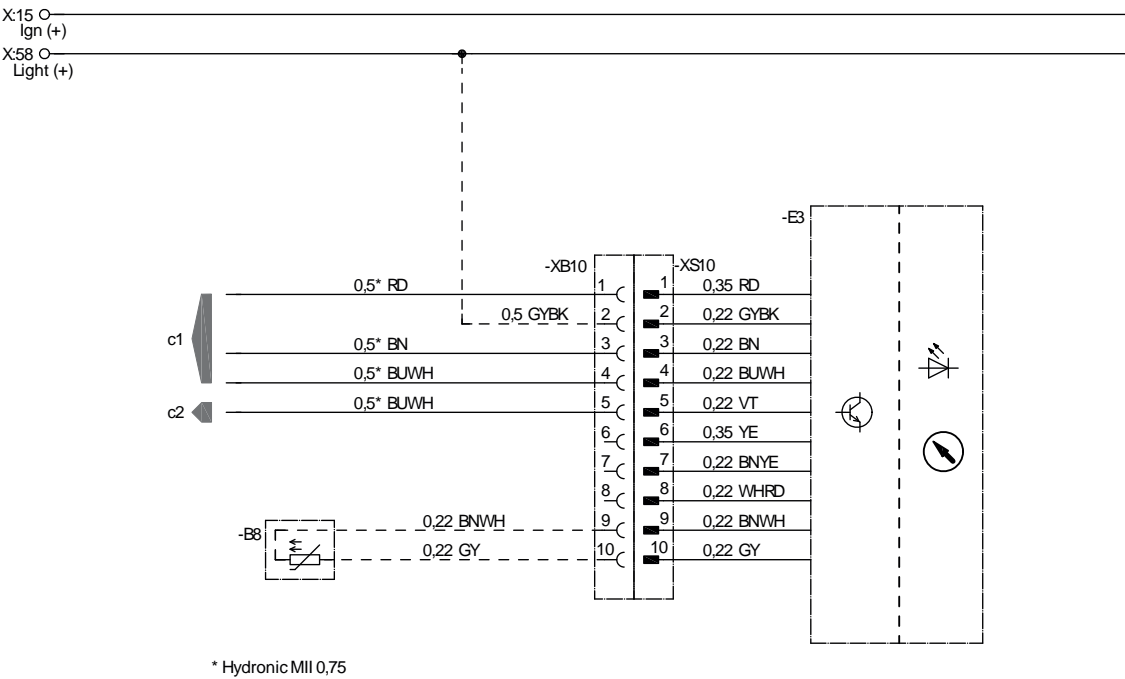 X:15
Ign (+)
X:58
Light (+)
-E3
-XB10
-XS10
0,5* RD
1
1
0,35 RD
0,5 GYBK
2
2
0,22 GYBK
c1
0,5* BN
3
3
0,22 BN
0,5* BUWH
4
4
0,22 BUWH
c2
0,5* BUWH
5
5
0,22 VT
6
6
0,35 YE
7
7
0,22 BNYE
8
8
0,22 WHRD
-B8
0,22 BNWH
9
9
0,22 BNWH
0,22 GY
10
10
0,22 GY
* Hydronic MII 0,75